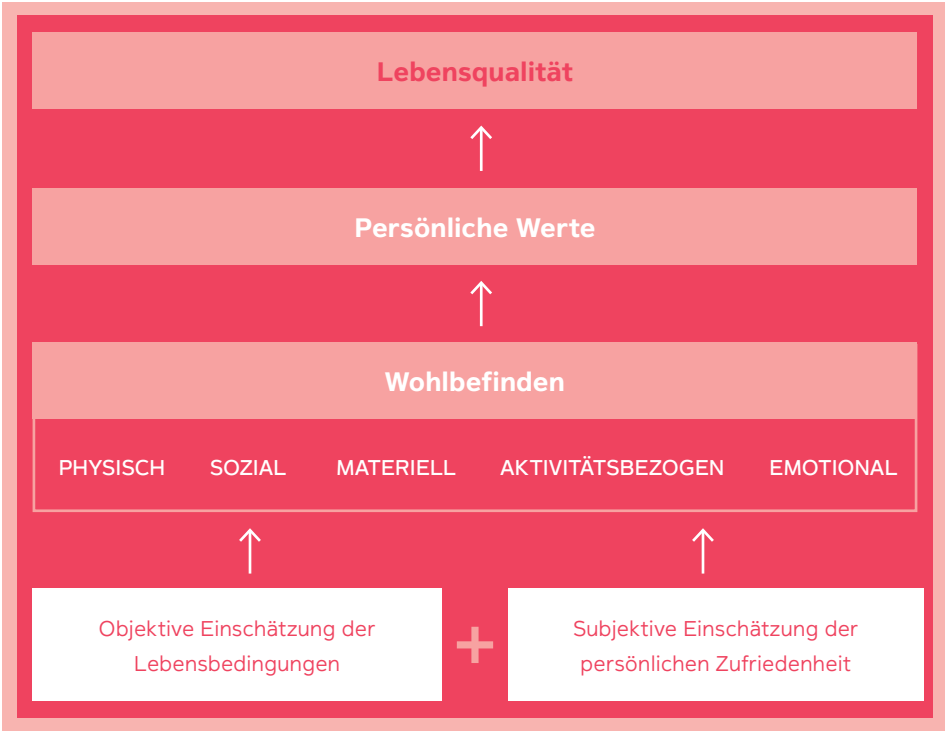 Lebensqualität
Persönliche Werte
Wohlbefinden
PHYSISCH SOZIAL MATERIELL AKTIVITÄTSBEZOGEN EMOTIONAL
Objektive Einschätzung der
Lebensbedingungen
+
Subjektive Einschätzung der
persönlichen Zufriedenheit